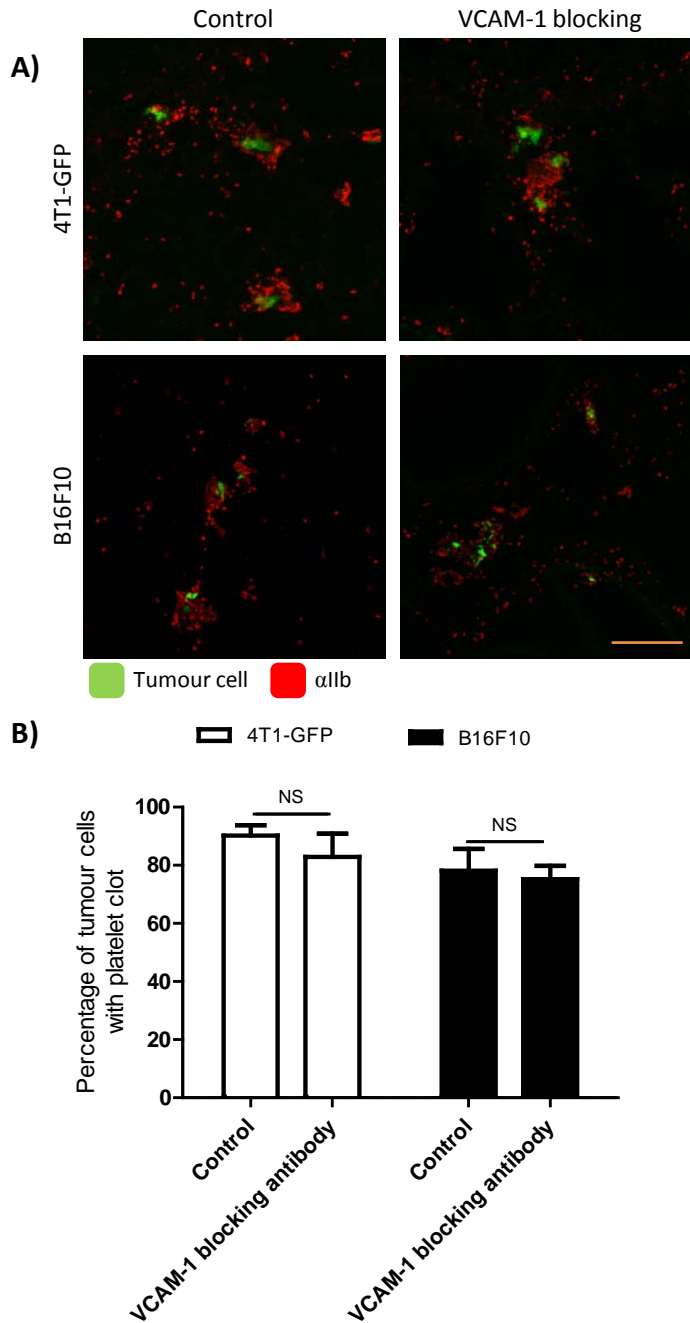 Control
VCAM-1 blocking
A)
4T1-GFP
B16F10
Tumour cell
αIIb
B)
4T1-GFP
B16F10
Percentage of tumour cells
with platelet clot
100
80
60
40
20
0
NS
NS
Control
VCAM-1 blocking antibody
Control
VCAM-1 blocking antibody